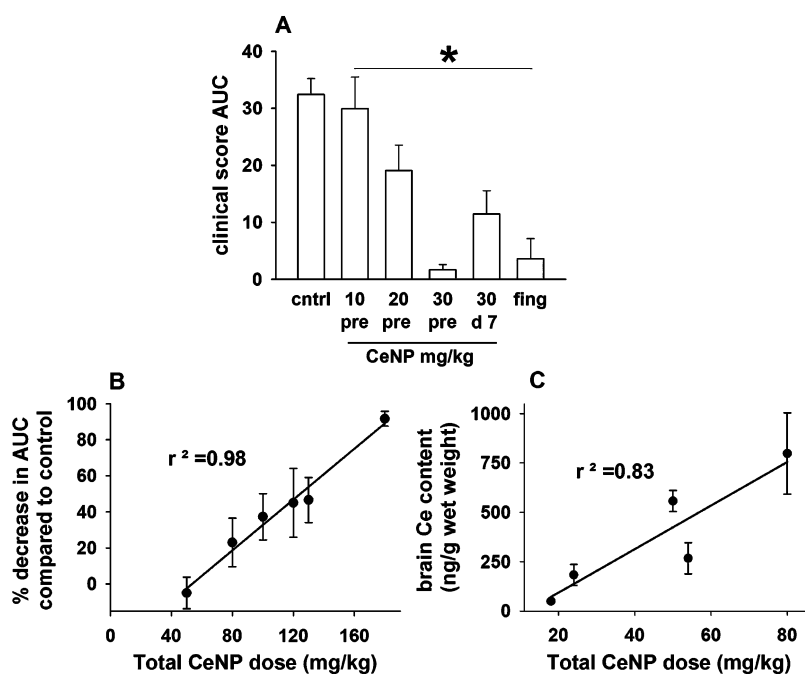 A
clinical score AUC
40
30
20
10
0
*
cntrl 10 20 30 30 fing
pre pre pre d 7
CeNP mg/kg
B
% decrease in AUC
compared to control
100
80
60
40
20
0
r ² =0.98
0 40 80 120 160
Total CeNP dose (mg/kg)
C
brain Ce content
(ng/g wet weight)
1000
750
500
250
0
r ² =0.83
20 40 60 80
Total CeNP dose (mg/kg)